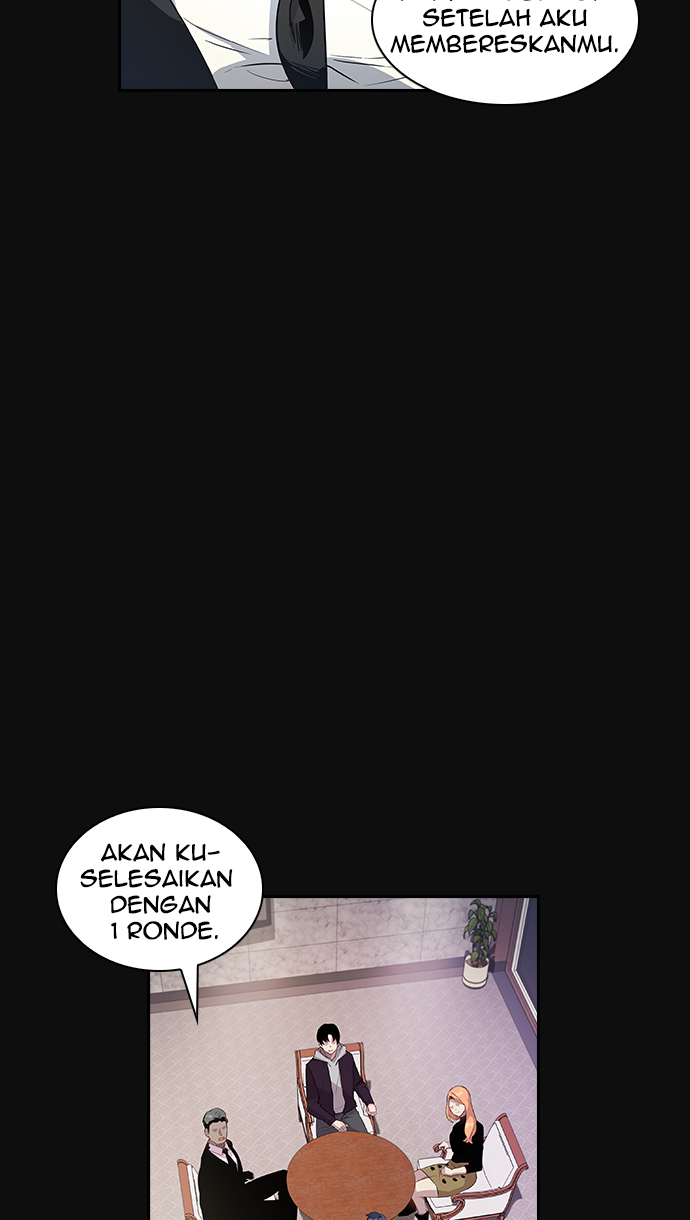 SETELAH AKU
MEMBERESKANMU.
AKAN KU-
SELESAIKAN
DENGAN
1 RONDE.